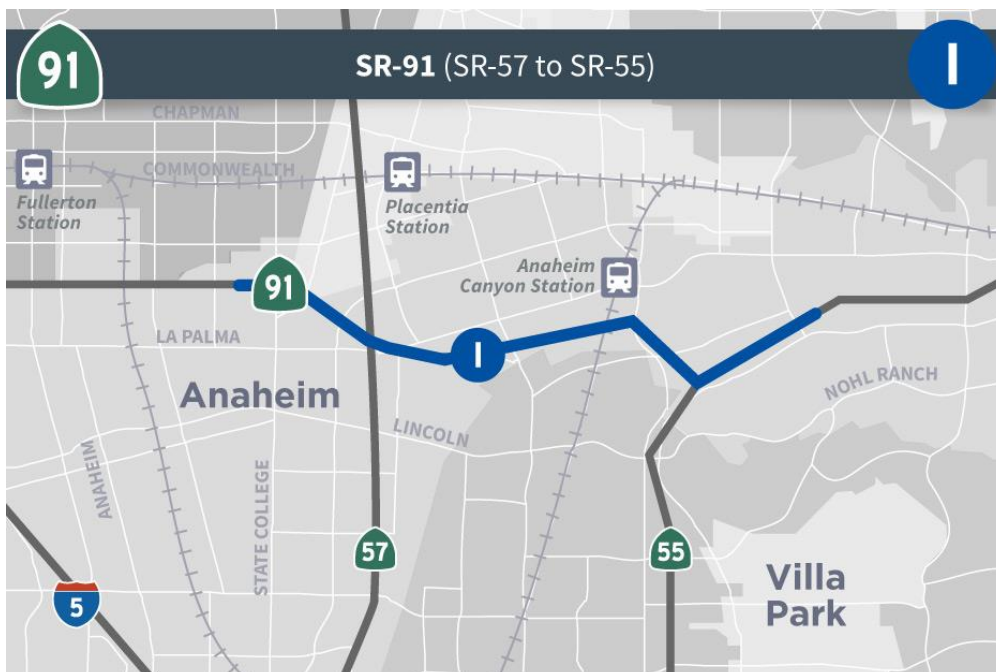 91
SR-91 (SR-57 to SR-55)
I
CHAPMAN
COMMONWEALTH
Fullerton
Station
Placentia
Station
Anaheim
Canyon Station
91
LA PALMA
I
NOHL RANCH
Anaheim
LINCOLN
ANAHEIM
STATE COLLEGE
57
55
Villa
Park
5